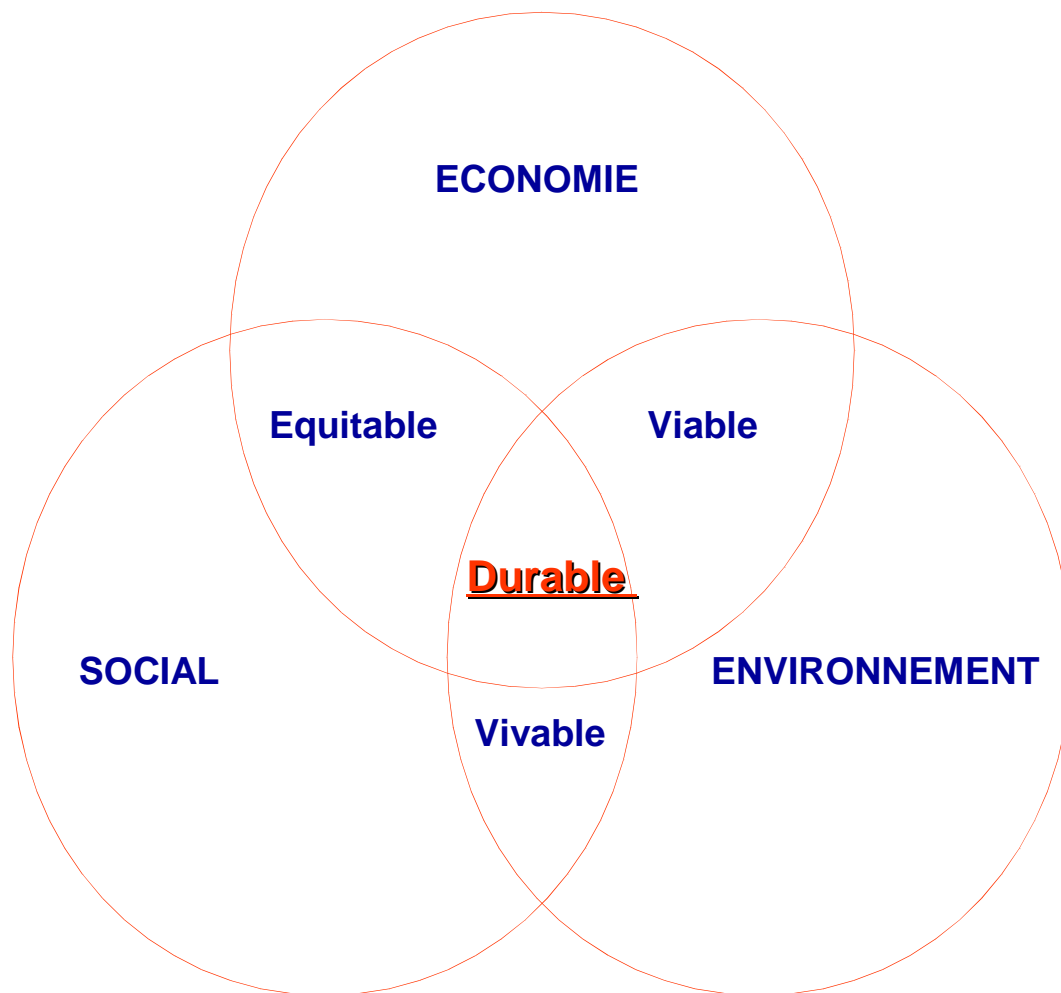 ECONOMIE
Equitable
Viable
Durable
SOCIAL
ENVIRONNEMENT
Vivable